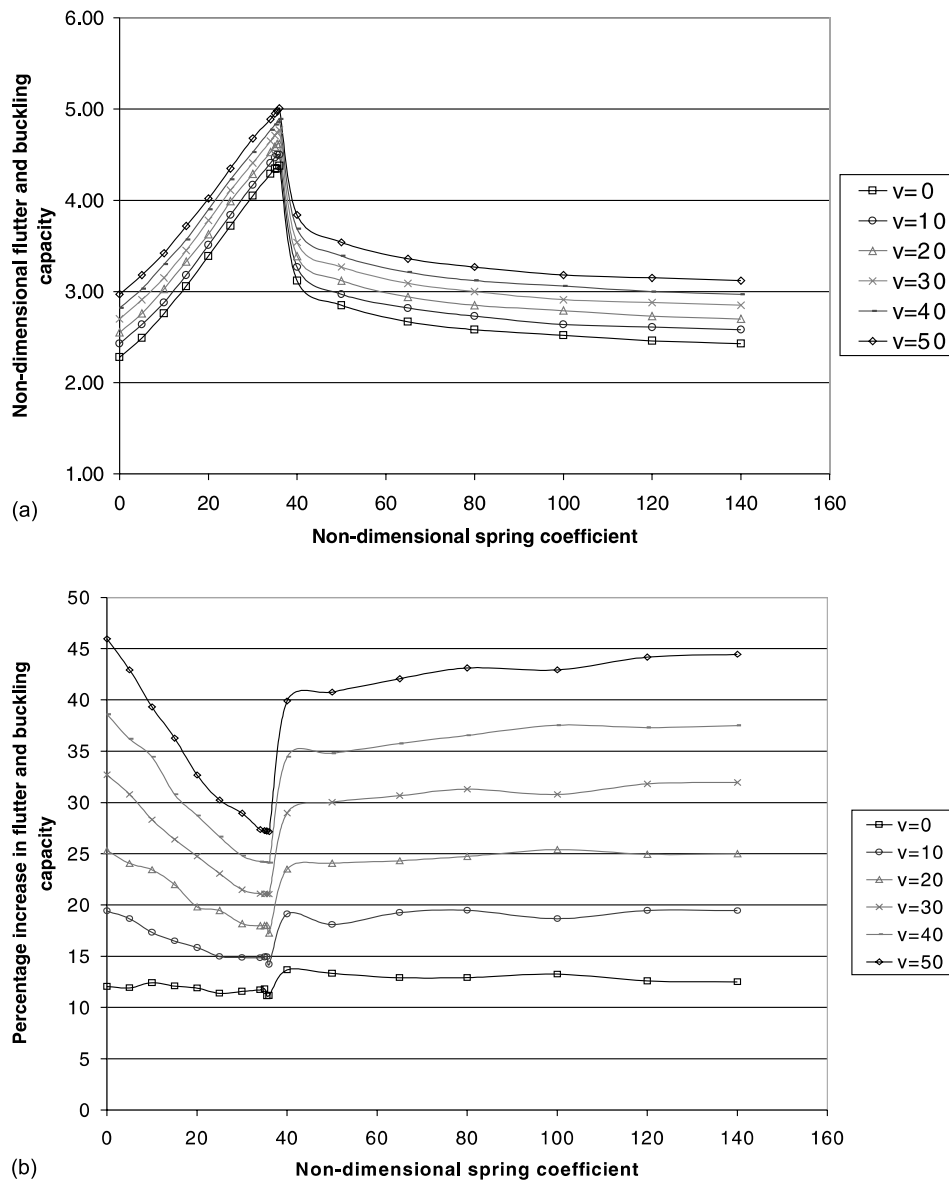 6.00
5.00
4.00
3.00
2.00
1.00
Non-dimensional flutter and buckling
capacity
0 20 40 60 80 100 120 140 160
Non-dimensional spring coefficient
(a)
v=0
v=10
v=20
v=30
v=40
v=50
50
45
40
35
30
25
20
15
10
5
0
Percentage increase in flutter and buckling
capacity
0 20 40 60 80 100 120 140 160
Non-dimensional spring coefficient
(b)
v=0
v=10
v=20
v=30
v=40
v=50